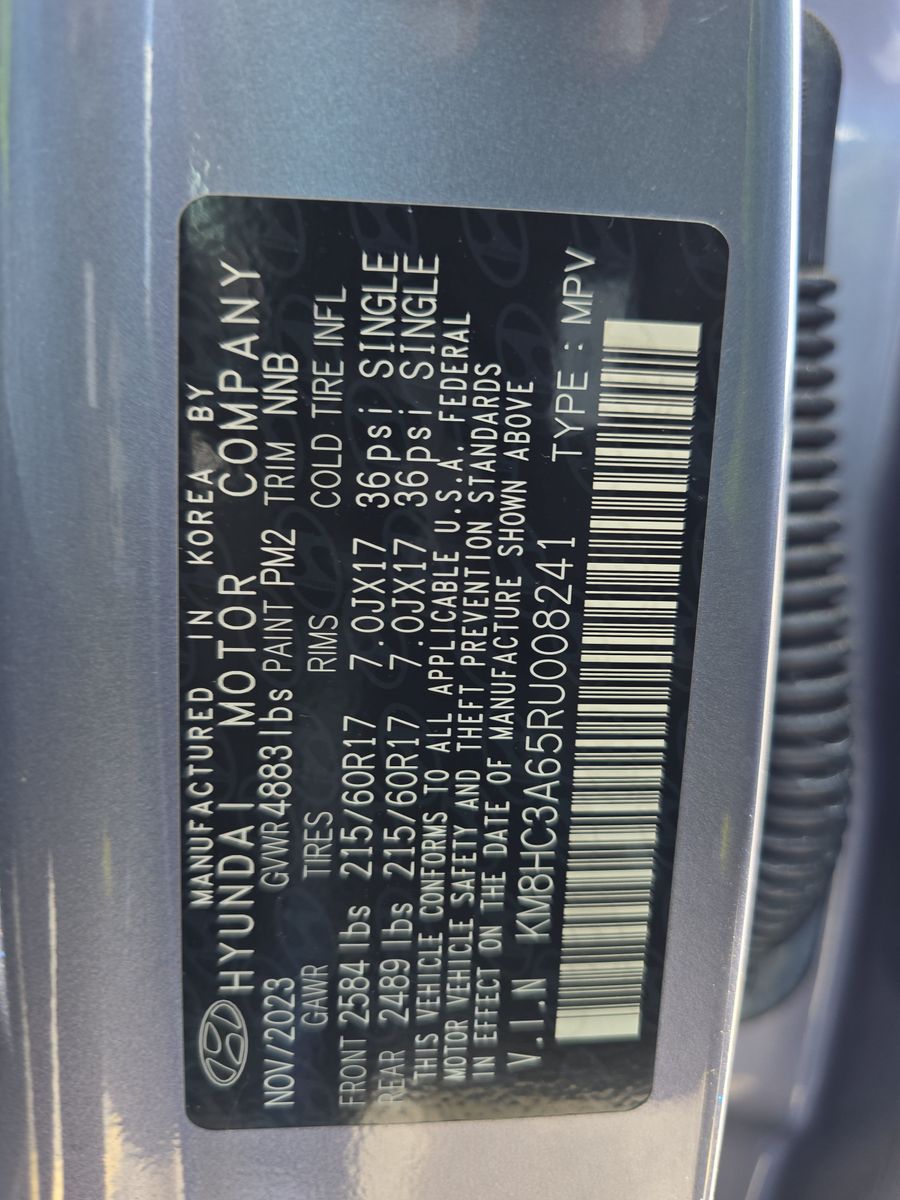 MANUFACTURED IN KOREA BY
HYUNDAI MOTOR COMPANY
NOV/2023 GVWR 4883 lbs PAINT PM2 TRIM NNB
GAWR TIRES RIMS COLD TIRE INFL
FRONT 2584 lbs 215/60R17 7.0JX17 36psi SINGLE
REAR 2489 lbs 215/60R17 7.0JX17 36psi SINGLE
THIS VEHICLE CONFORMS TO ALL APPLICABLE U.S.A. FEDERAL
MOTOR VEHICLE SAFETY AND THEFT PREVENTION STANDARDS
IN EFFECT ON THE DATE OF MANUFACTURE SHOWN ABOVE
V.I.N KM8HC3A65RU008241 TYPE : MPV